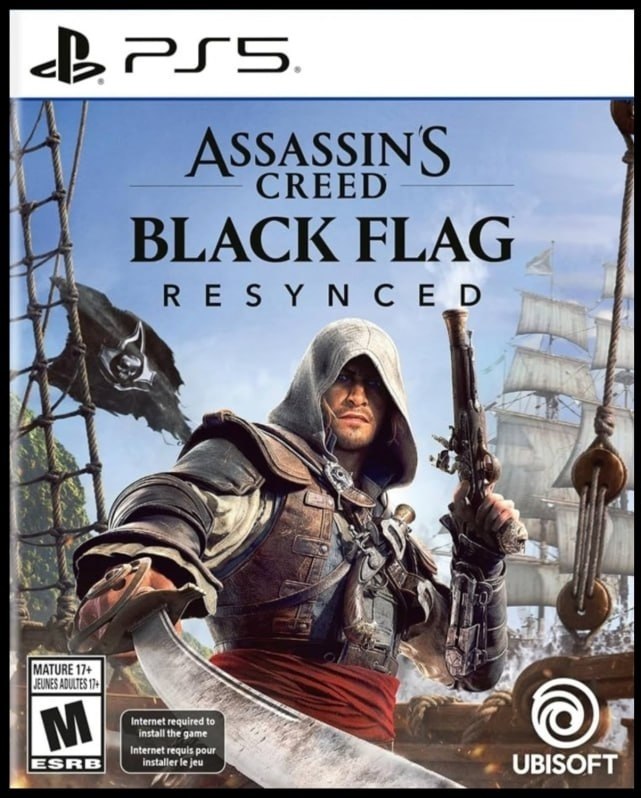 PS5
ASSASSIN'S
CREED
BLACK FLAG
RESYNCED
MATURE 17+
JEUNES ADULTES 17+
M
ESRB
Internet required to
install the game
Internet requis pour
installer le jeu
UBISOFT